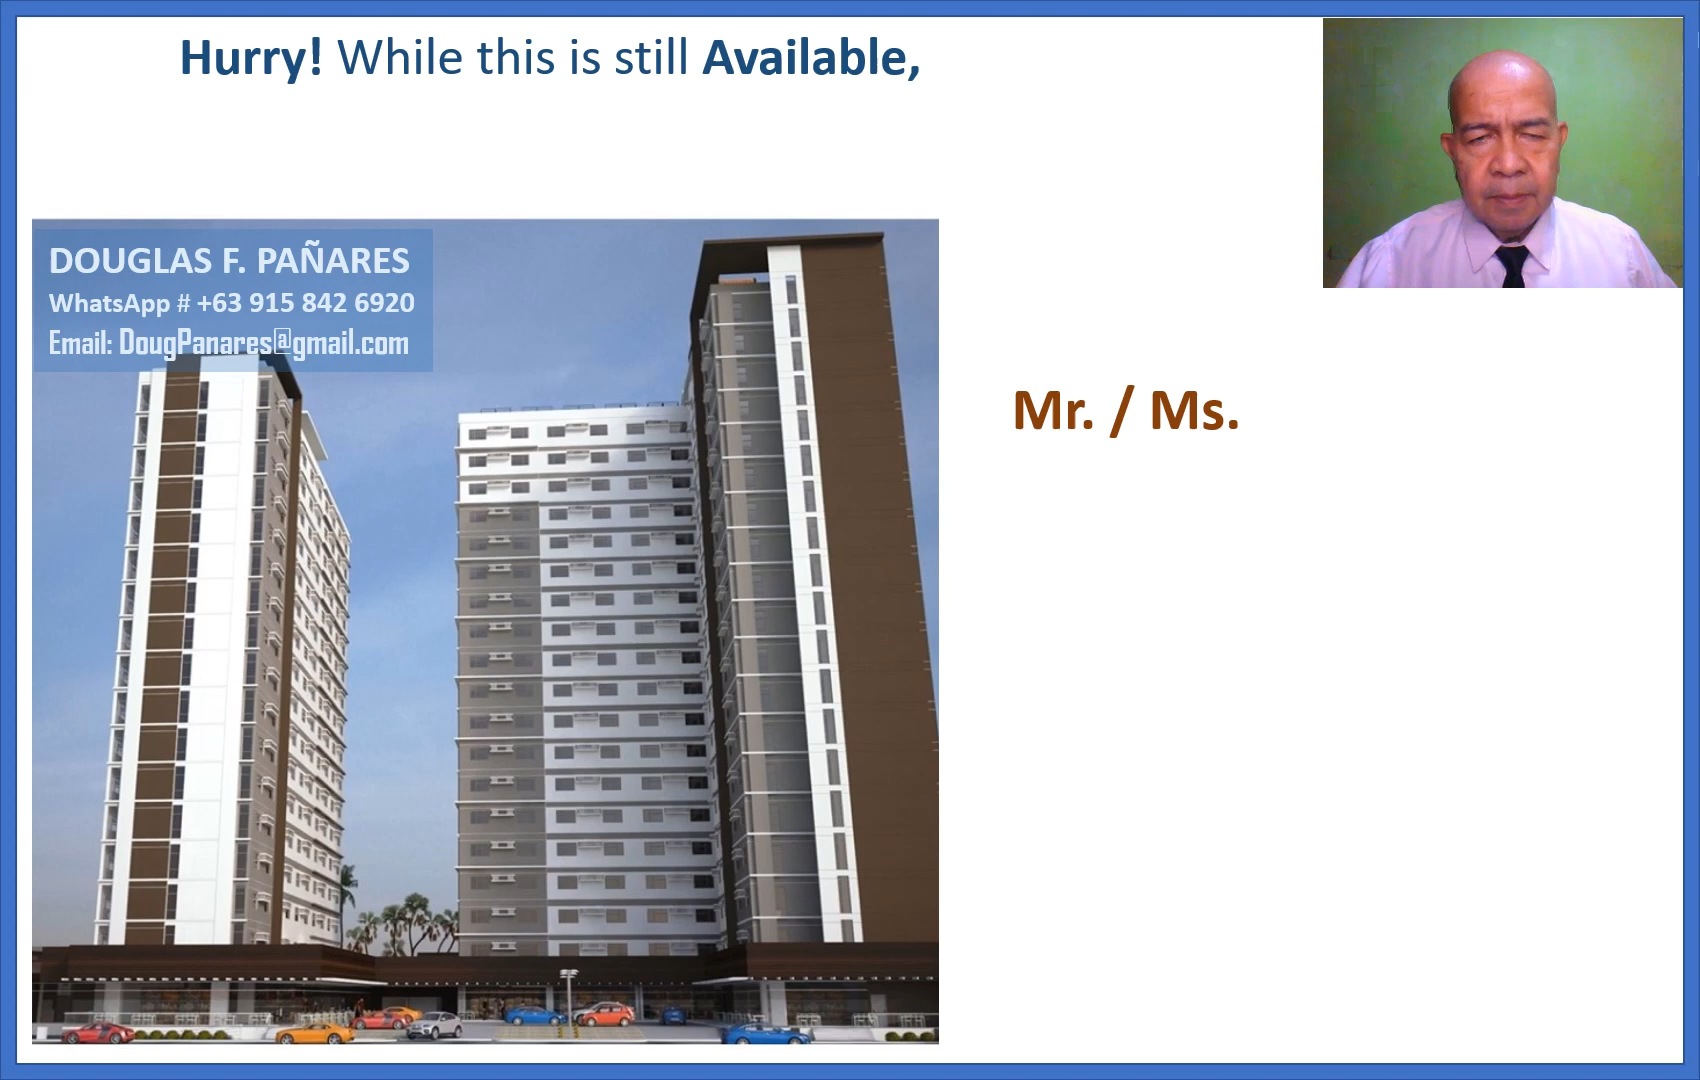 Hurry! While this is still Available,
DOUGLAS F. PAÑARES
WhatsApp # +63 915 842 6920
Email: DougPanares@gmail.com
Mr. / Ms.